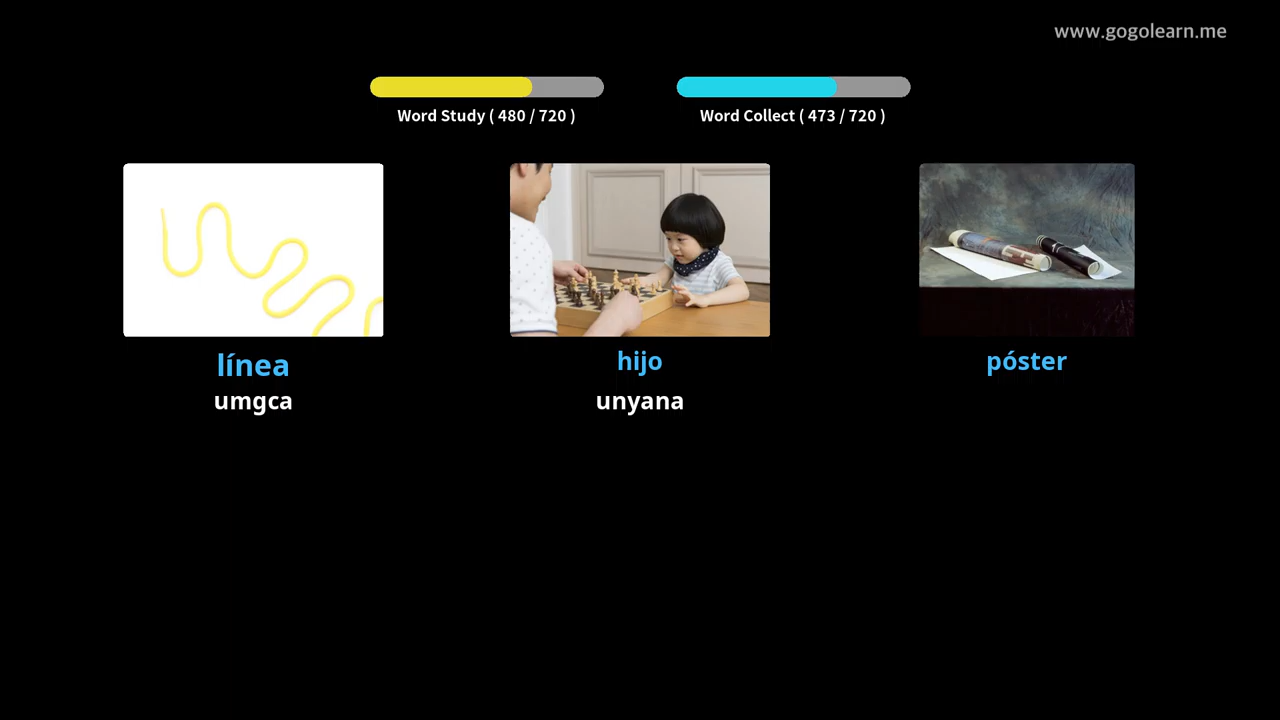 www.gogolearn.me
Word Study ( 480 / 720 )
Word Collect ( 473 / 720 )
línea
hijo
póster
umgca
unyana